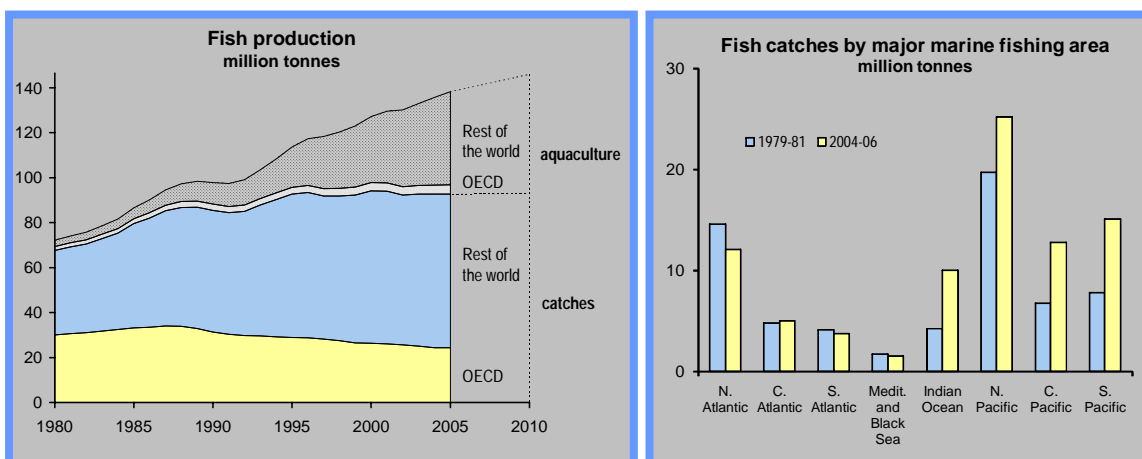 Fish production
million tonnes
140
120
100
80
60
40
20
0
1980
1985
1990
1995
2000
2005
2010
Rest of
the world
aquaculture
OECD
Rest of
the world
catches
OECD
Fish catches by major marine fishing area
million tonnes
30
20
10
0
1979-81
2004-06
N.
Atlantic
C.
Atlantic
S.
Atlantic
Medit.
and
Black
Sea
Indian
Ocean
N.
Pacific
C.
Pacific
S.
Pacific